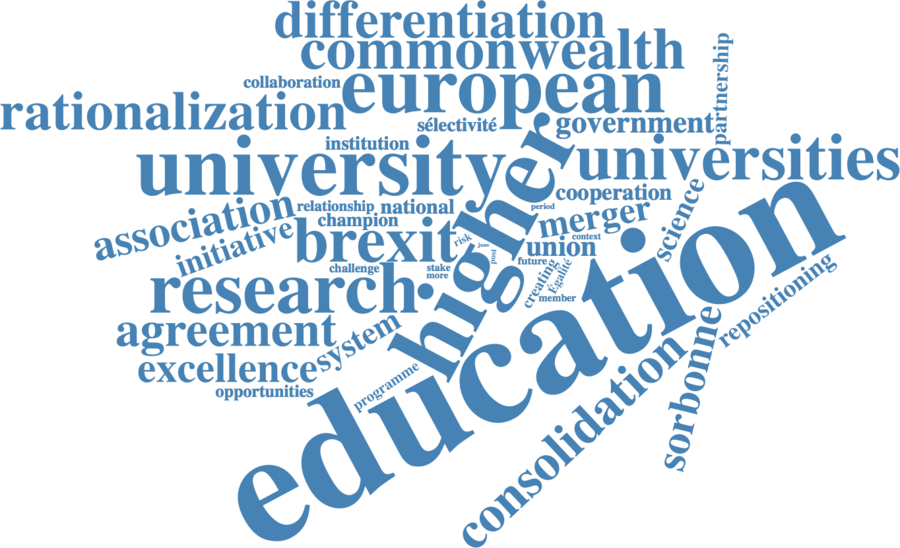 differentiation
commonwealth
partnership
collaboration
european
rationalization
sélectivité
government
institution
university
universities
higher
cooperation
science
relationship
national
period
association
champion
merger
initiative
brexit
risk
june
post
union
context
challenge
stake
more
future
creating
Égalité
member
research
education
repositioning
agreement
system
excellence
opportunities
programme
consolidation
sorbonne